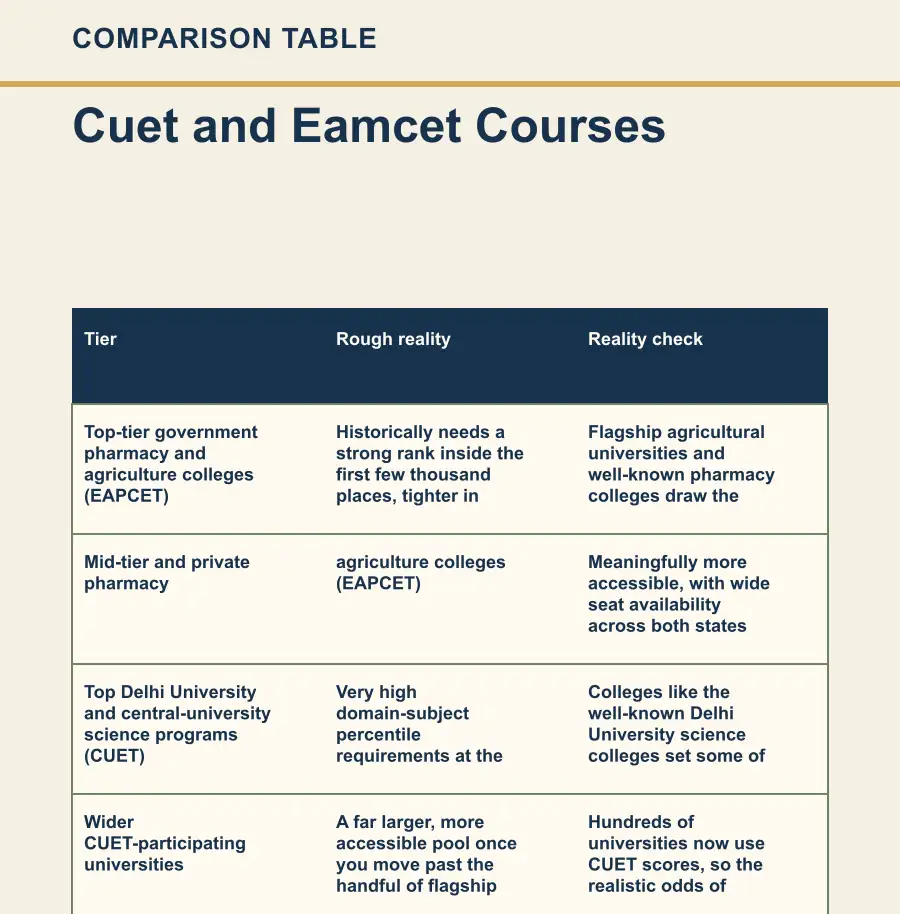 COMPARISON TABLE
Cuet and Eamcet Courses
Tier
Rough reality
Reality check
Top-tier government
pharmacy and
agriculture colleges
(EAPCET)
Historically needs a
strong rank inside the
first few thousand
places, tighter in
Flagship agricultural
universities and
well-known pharmacy
colleges draw the
Mid-tier and private
pharmacy
agriculture colleges
(EAPCET)
Meaningfully more
accessible, with wide
seat availability
across both states
Top Delhi University
and central-university
science programs
(CUET)
Very high
domain-subject
percentile
requirements at the
Colleges like the
well-known Delhi
University science
colleges set some of
Wider
CUET-participating
universities
A far larger, more
accessible pool once
you move past the
handful of flagship
Hundreds of
universities now use
CUET scores, so the
realistic odds of